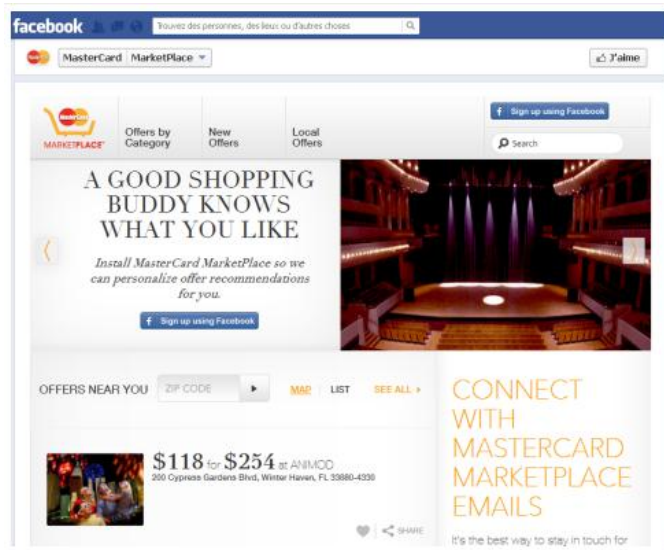 facebook
Trouvez des personnes, des lieux ou d'autres choses
MasterCard MarketPlace
J'aime
MasterCard
MARKETPLACE
Offers by
Category
New
Offers
Local
Offers
Sign up using Facebook
Search
A GOOD SHOPPING
BUDDY KNOWS
WHAT YOU LIKE
Install MasterCard MarketPlace so we
can personalize offer recommendations
for you.
Sign up using Facebook
OFFERS NEAR YOU
ZIP CODE
MAP
LIST
SEE ALL
$118 for $254 at ANIMOD
200 Cypress Gardens Blvd, Winter Haven, FL 33880-4330
SHARE
CONNECT
WITH
MASTERCARD
MARKETPLACE
EMAILS
It's the best way to stay in touch for